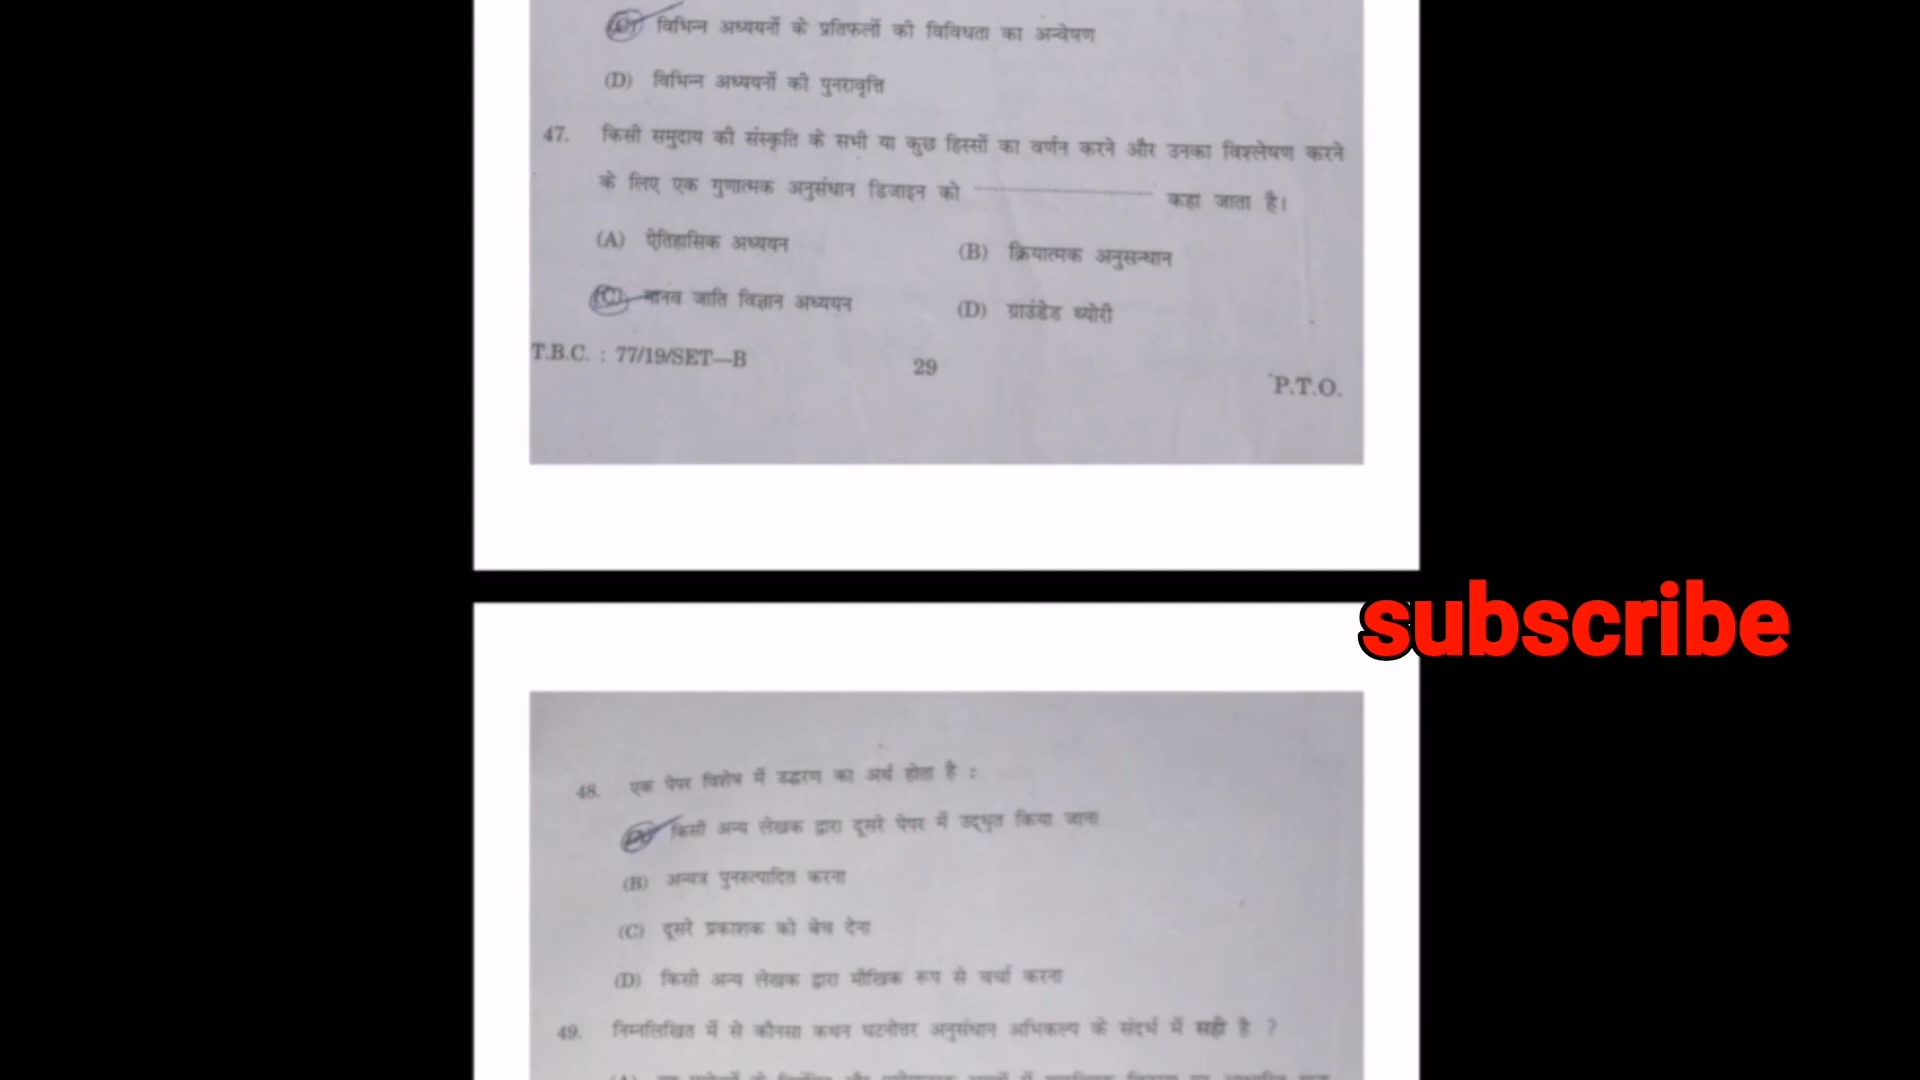 (C) विभिन्न अध्ययनों के प्रतिफलों की विविधता का अन्वेषण
(D) विभिन्न अध्ययनों की पुनरावृत्ति
47. किसी समुदाय की संस्कृति के सभी या कुछ हिस्सों का वर्णन करने और उनका विश्लेषण करने
के लिए एक गुणात्मक अनुसंधान डिजाइन को ........................ कहा जाता है।
(A) ऐतिहासिक अध्ययन
(B) क्रियात्मक अनुसन्धान
(C) मानव जाति विज्ञान अध्ययन
(D) ग्राउंडेड थ्योरी
T.B.C. : 77/19/SET—B
29
P.T.O.
subscribe
48. एक पेपर विशेष में उद्धरण का अर्थ होता है :
(A) किसी अन्य लेखक द्वारा दूसरे पेपर में उद्धृत किया जाना
(B) अन्यत्र पुनरुत्पादित करना
(C) दूसरे प्रकाशक को बेच देना
(D) किसी अन्य लेखक द्वारा मौखिक रूप से चर्चा करना
49. निम्नलिखित में से कौनसा कथन घटनोत्तर अनुसंधान अभिकल्प के संदर्भ में सही है ?